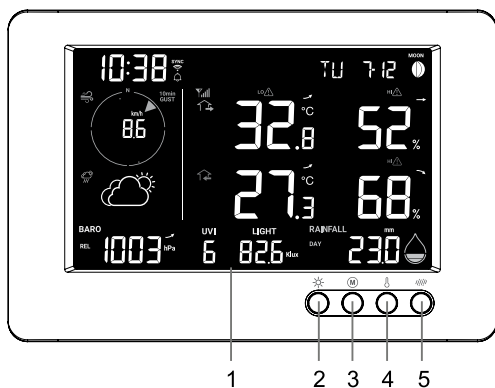 10:38 SYNC TU 7-12 MOON
N 10min GUST LO HI
km/h
8.6 32.8 °C 52 %
HI
27.3 °C 68 %
BARO UVI LIGHT RAINFALL mm
REL 1003 hPa 6 82.6 Klux DAY 23.0
M
1 2 3 4 5